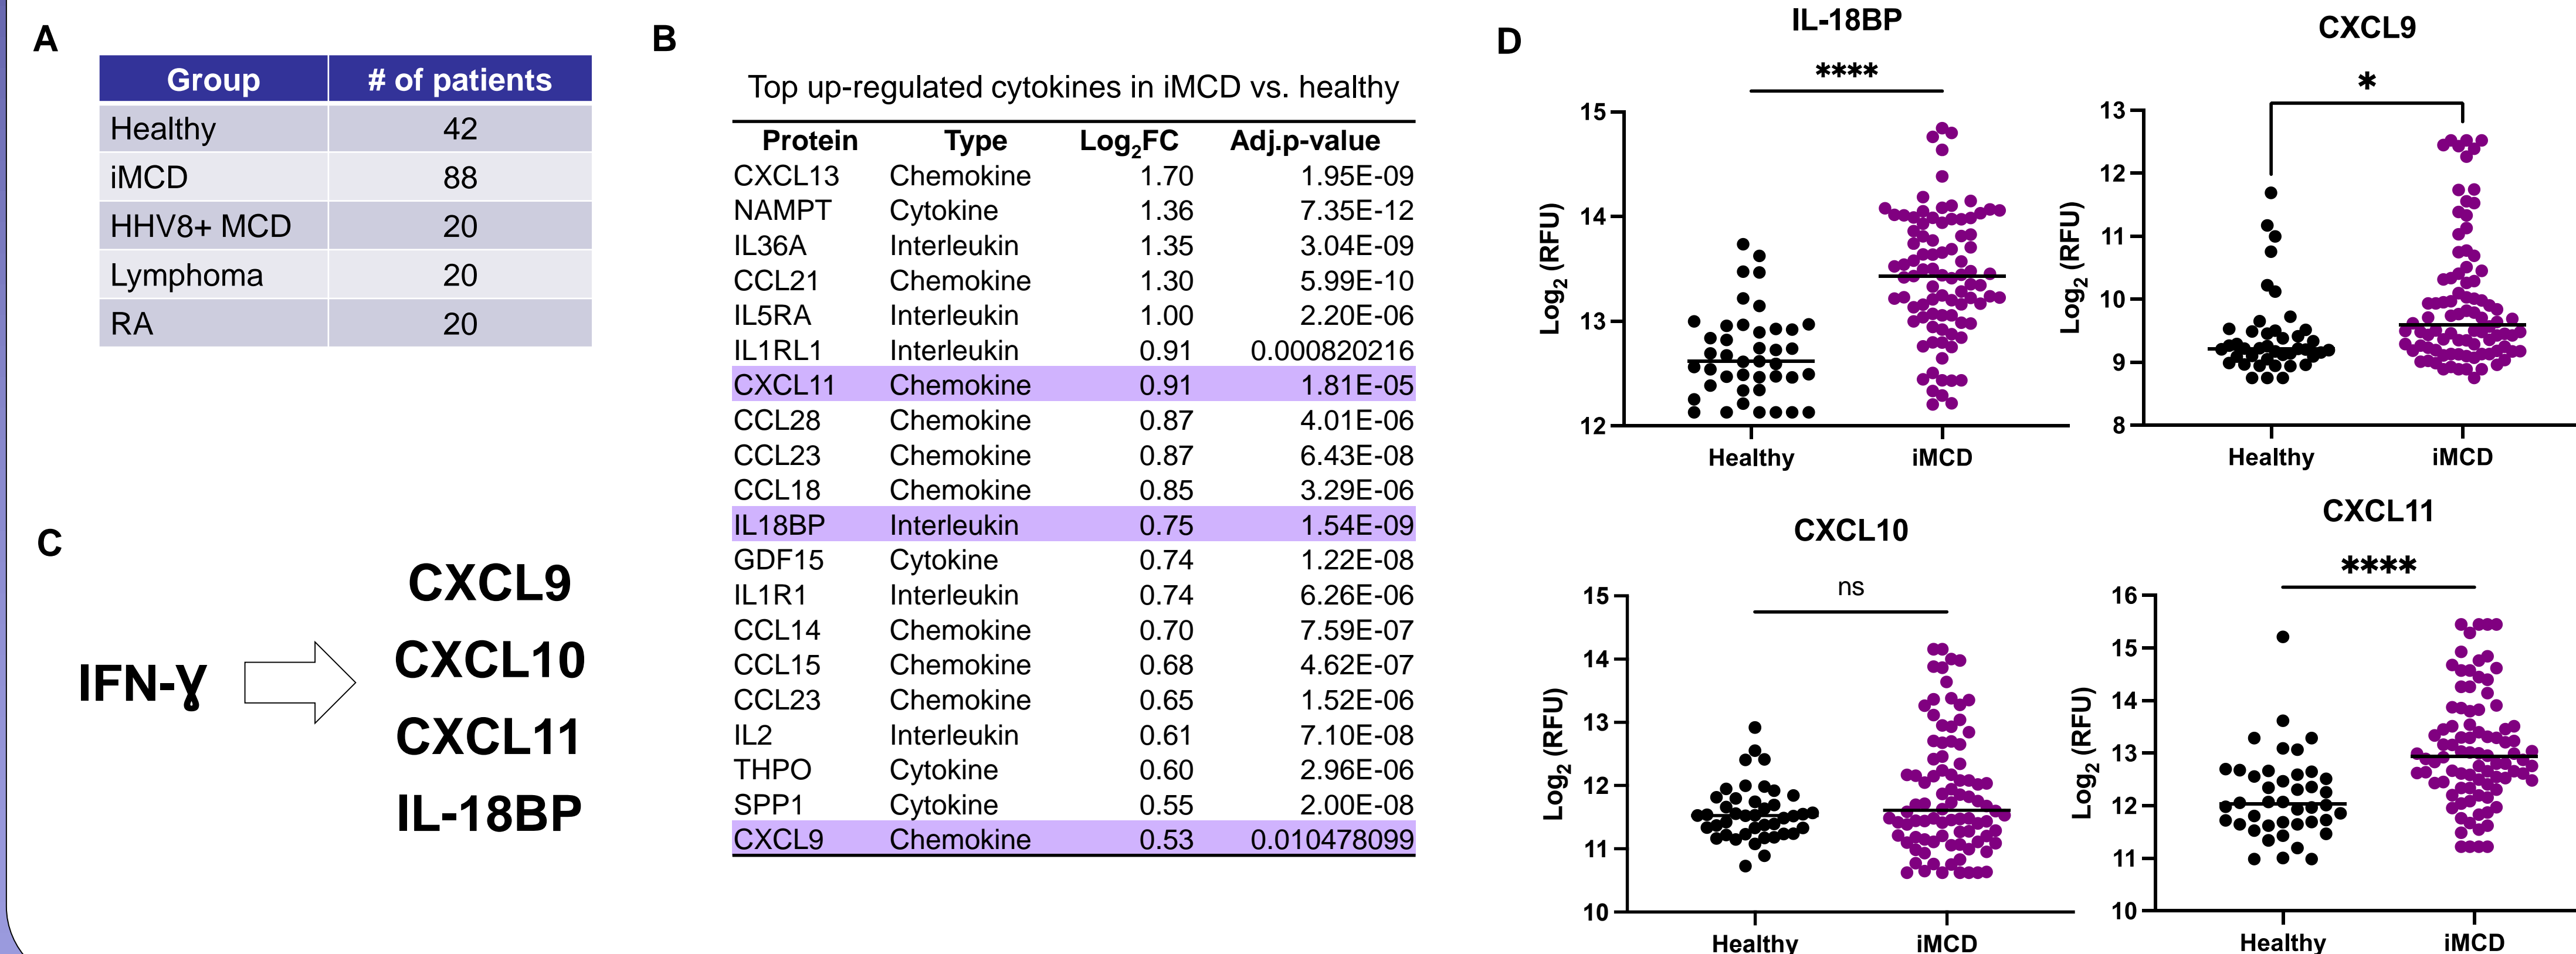 A
Group # of patients
Healthy 42
iMCD 88
HHV8+ MCD 20
Lymphoma 20
RA 20
B
Top up-regulated cytokines in iMCD vs. healthy
Protein Type Log₂FC Adj.p-value
CXCL13 Chemokine 1.70 1.95E-09
NAMPT Cytokine 1.36 7.35E-12
IL36A Interleukin 1.35 3.04E-09
CCL21 Chemokine 1.30 5.99E-10
IL5RA Interleukin 1.00 2.20E-06
IL1RL1 Interleukin 0.91 0.000820216
CXCL11 Chemokine 0.91 1.81E-05
CCL28 Chemokine 0.87 4.01E-06
CCL23 Chemokine 0.87 6.43E-08
CCL18 Chemokine 0.85 3.29E-06
IL18BP Interleukin 0.75 1.54E-09
GDF15 Cytokine 0.74 1.22E-08
IL1R1 Interleukin 0.74 6.26E-06
CCL14 Chemokine 0.70 7.59E-07
CCL15 Chemokine 0.68 4.62E-07
CCL23 Chemokine 0.65 1.52E-06
IL2 Interleukin 0.61 7.10E-08
THPO Cytokine 0.60 2.96E-06
SPP1 Cytokine 0.55 2.00E-08
CXCL9 Chemokine 0.53 0.010478099
C
IFN-Ɣ
CXCL9
CXCL10
CXCL11
IL-18BP
D
IL-18BP
****
Log₂ (RFU)
15
14
13
12
Healthy iMCD
CXCL9
*
Log₂ (RFU)
13
12
11
10
9
8
Healthy iMCD
CXCL10
ns
Log₂ (RFU)
15
14
13
12
11
10
Healthy iMCD
CXCL11
****
Log₂ (RFU)
16
15
14
13
12
11
10
Healthy iMCD